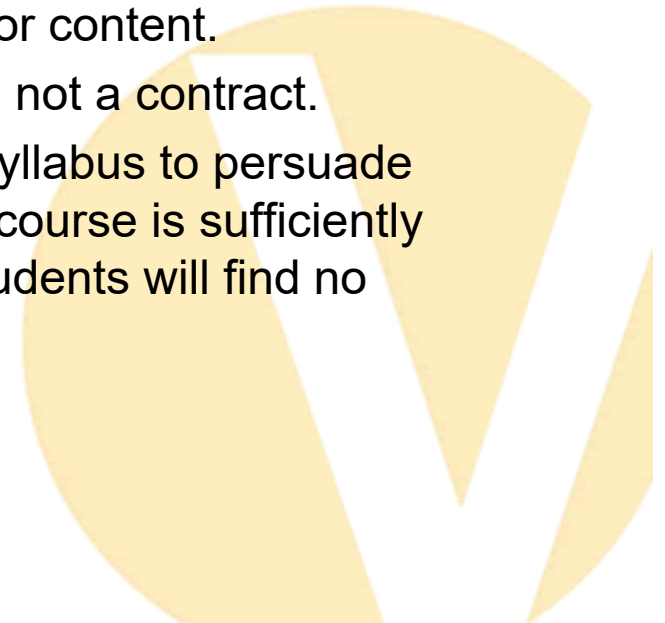 or content.
not a contract.
yllabus to persuade
course is sufficiently
udents will find no